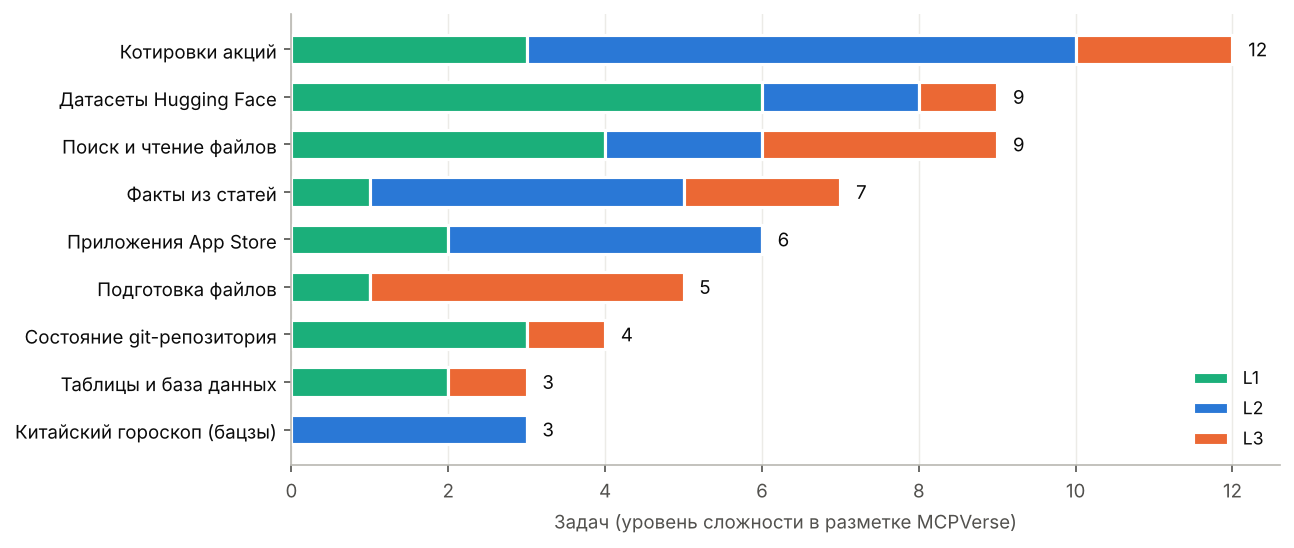 Котировки акций 12
Датасеты Hugging Face 9
Поиск и чтение файлов 9
Факты из статей 7
Приложения App Store 6
Подготовка файлов 5
Состояние git-репозитория 4
Таблицы и база данных 3
Китайский гороскоп (бацзы) 3
L1
L2
L3
0 2 4 6 8 10 12
Задач (уровень сложности в разметке MCPVerse)